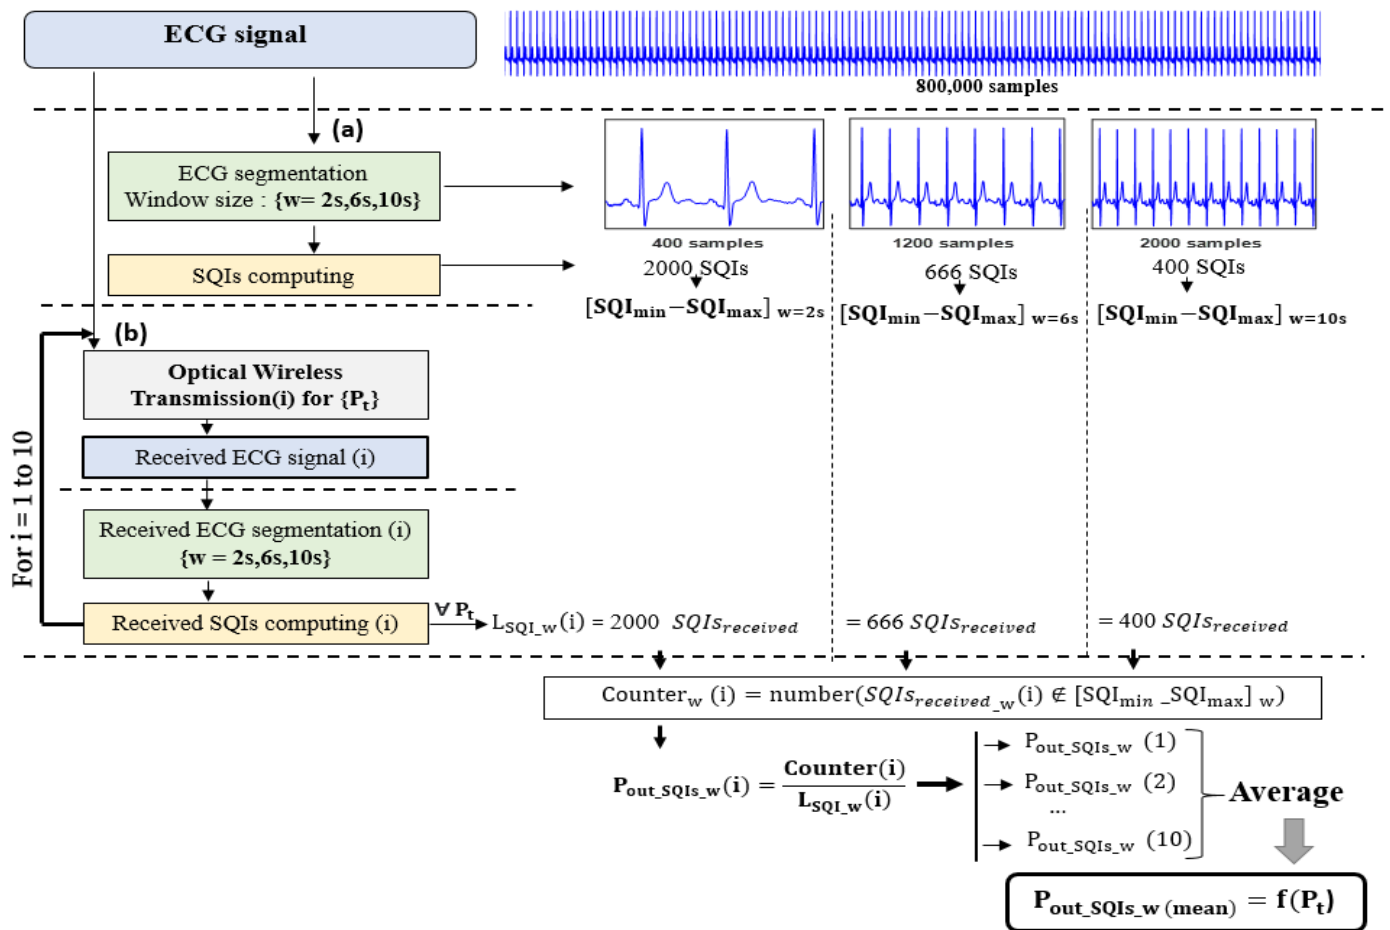 ECG signal
800,000 samples
(a)
ECG segmentation
Window size : {w= 2s,6s,10s}
SQIs computing
400 samples
2000 SQIs
[SQImin−SQImax] w=2s
1200 samples
666 SQIs
[SQImin−SQImax] w=6s
2000 samples
400 SQIs
[SQImin−SQImax] w=10s
(b)
For i = 1 to 10
Optical Wireless
Transmission(i) for {Pt}
Received ECG signal (i)
Received ECG segmentation (i)
{w = 2s,6s,10s}
Received SQIs computing (i)
∀ Pt
LSQI_w(i) = 2000 SQIsreceived
= 666 SQIsreceived
= 400 SQIsreceived
Counterw (i) = number(SQIsreceived_w(i) ∉ [SQImin _SQImax] w)
Pout_SQIs_w(i) = Counter(i) / LSQI_w(i)
Pout_SQIs_w (1)
Pout_SQIs_w (2)
...
Pout_SQIs_w (10)
Average
Pout_SQIs_w (mean) = f(Pt)